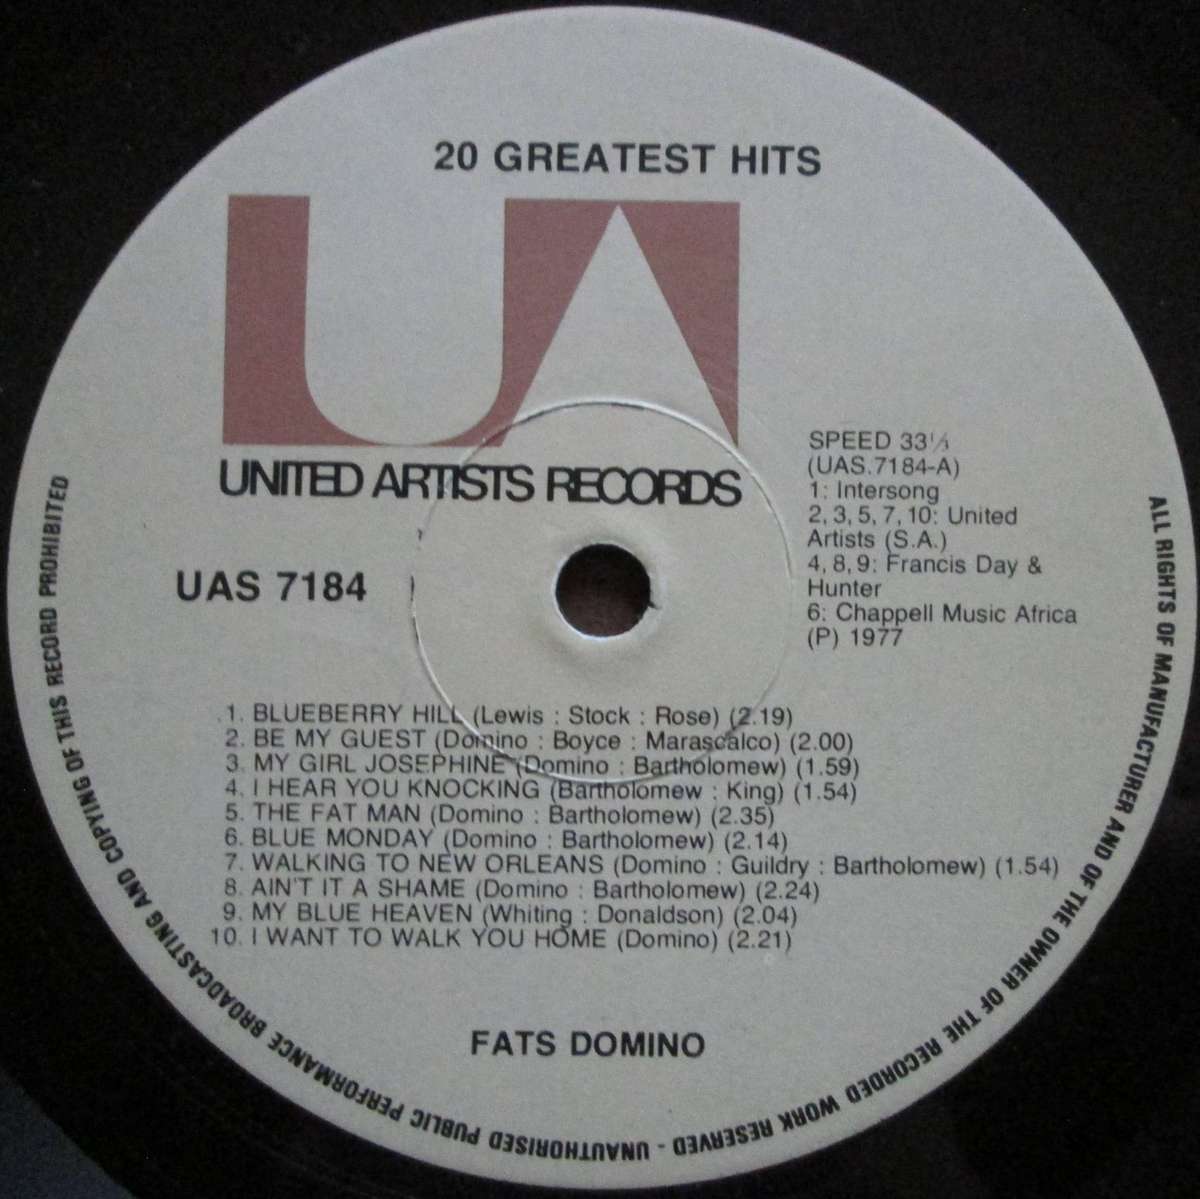 20 GREATEST HITS
UA
UNITED ARTISTS RECORDS
UAS 7184
SPEED 33⅓
(UAS.7184-A)
1: Intersong
2, 3, 5, 7, 10: United
Artists (S.A.)
4, 8, 9: Francis Day &
Hunter
6: Chappell Music Africa
(P) 1977
1. BLUEBERRY HILL (Lewis : Stock : Rose) (2.19)
2. BE MY GUEST (Domino : Boyce : Marascalco) (2.00)
3. MY GIRL JOSEPHINE (Domino : Bartholomew) (1.59)
4. I HEAR YOU KNOCKING (Bartholomew : King) (1.54)
5. THE FAT MAN (Domino : Bartholomew) (2.35)
6. BLUE MONDAY (Domino : Bartholomew) (2.14)
7. WALKING TO NEW ORLEANS (Domino : Guildry : Bartholomew) (1.54)
8. AIN'T IT A SHAME (Domino : Bartholomew) (2.24)
9. MY BLUE HEAVEN (Whiting : Donaldson) (2.04)
10. I WANT TO WALK YOU HOME (Domino) (2.21)
FATS DOMINO
ALL RIGHTS OF MANUFACTURER AND OF THE OWNER OF THE RECORDED WORK RESERVED - UNAUTHORISED PUBLIC PERFORMANCE BROADCASTING AND COPYING OF THIS RECORD PROHIBITED